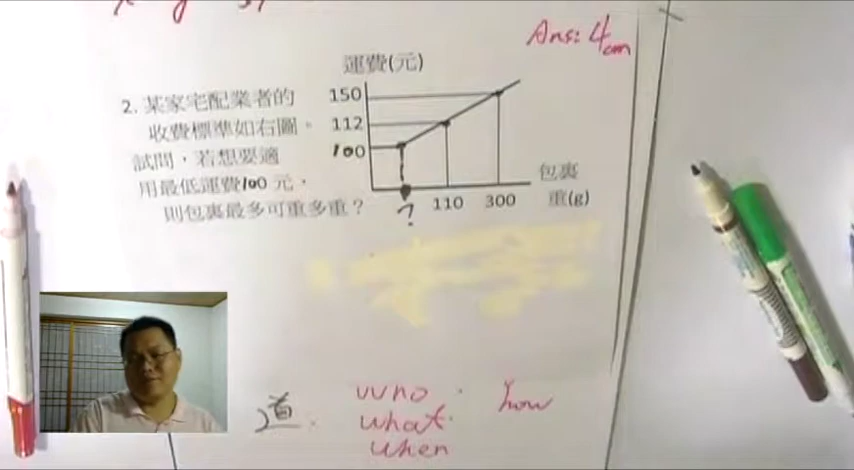 Ans: 4cm
運費(元)
150
112
100
2. 某家宅配業者的
收費標準如右圖。
試問,若想要適
用最低運費100元,
則包裹最多可重多重?
?
110
300
包裹
重(g)
道.
who.
what.
when
how